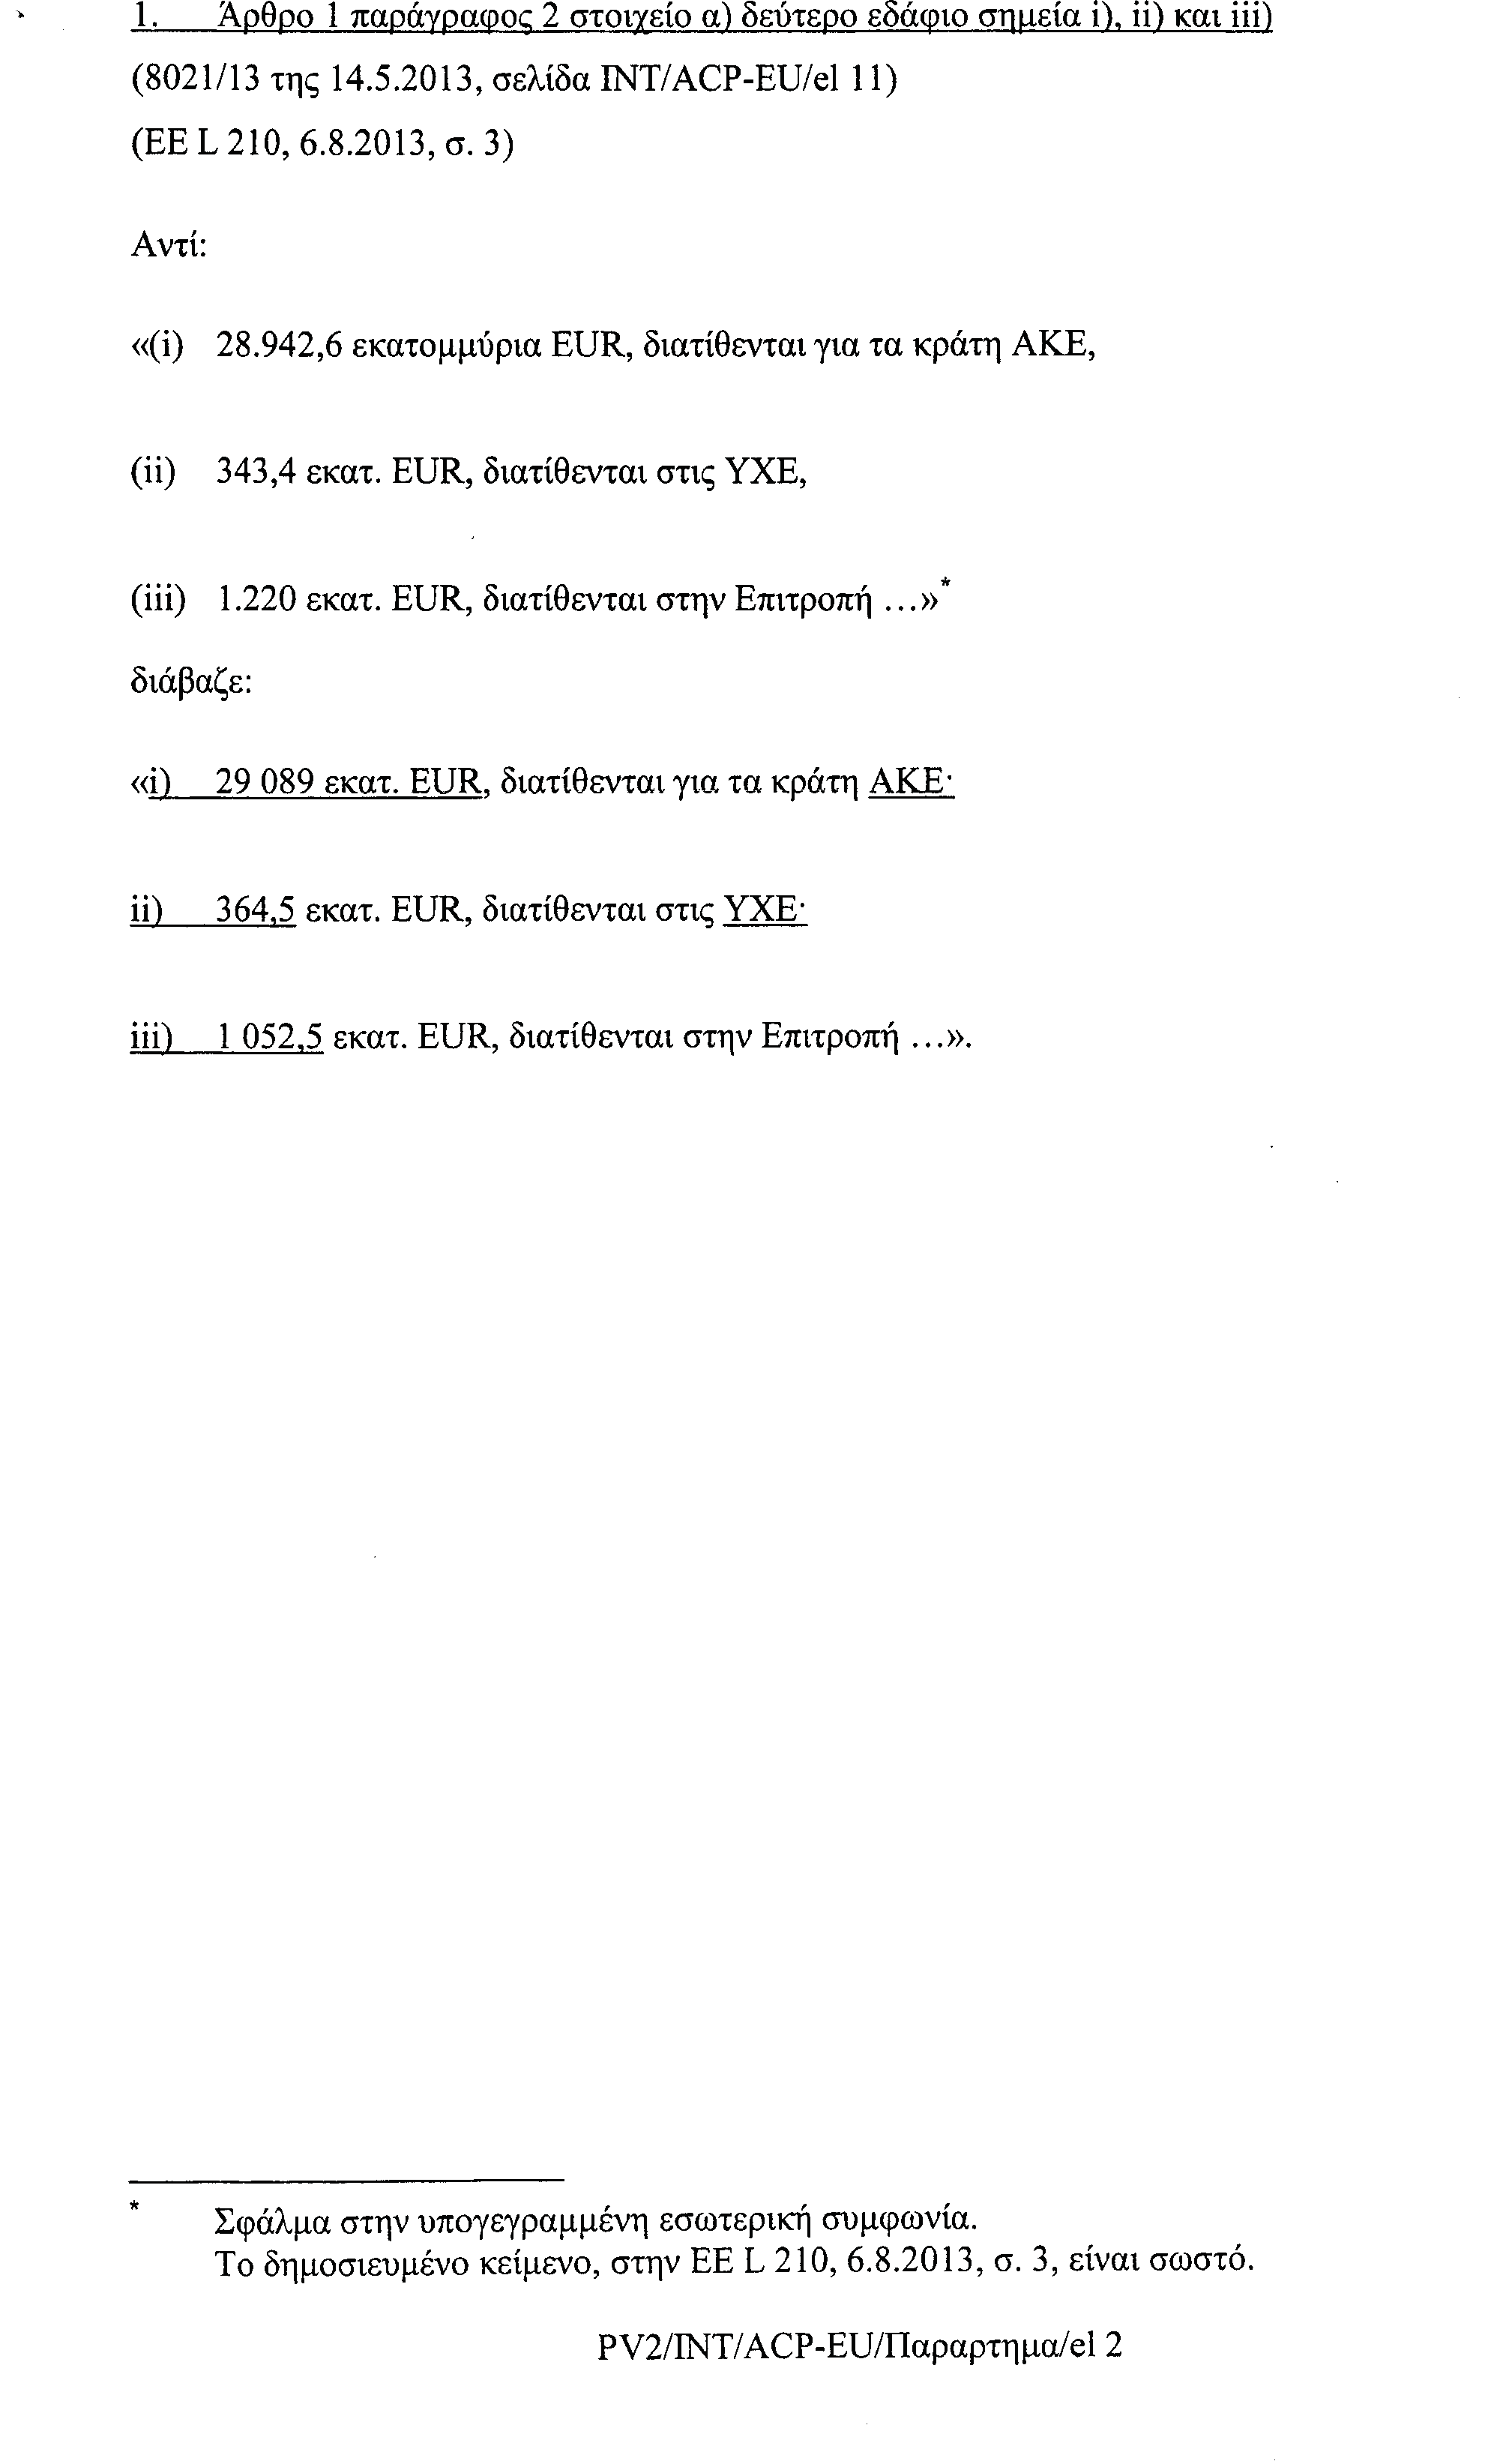 1. Άρθρο 1 παράγραφος 2 στοιχείο α) δεύτερο εδάφιο σημεία i), ii) και iii)
(8021/13 της 14.5.2013, σελίδα INT/ACP-EU/el 11)
(ΕΕ L 210, 6.8.2013, σ. 3)
Αντί:
«(i) 28.942,6 εκατομμύρια EUR, διατίθενται για τα κράτη ΑΚΕ,
(ii) 343,4 εκατ. EUR, διατίθενται στις ΥΧΕ,
(iii) 1.220 εκατ. EUR, διατίθενται στην Επιτροπή ...»*
διάβαζε:
«i) 29 089 εκατ. EUR, διατίθενται για τα κράτη ΑΚΕ·
ii) 364,5 εκατ. EUR, διατίθενται στις ΥΧΕ·
iii) 1 052,5 εκατ. EUR, διατίθενται στην Επιτροπή ...».
* Σφάλμα στην υπογεγραμμένη εσωτερική συμφωνία.
Το δημοσιευμένο κείμενο, στην ΕΕ L 210, 6.8.2013, σ. 3, είναι σωστό.
PV2/INT/ACP-EU/Παραρτημα/el 2